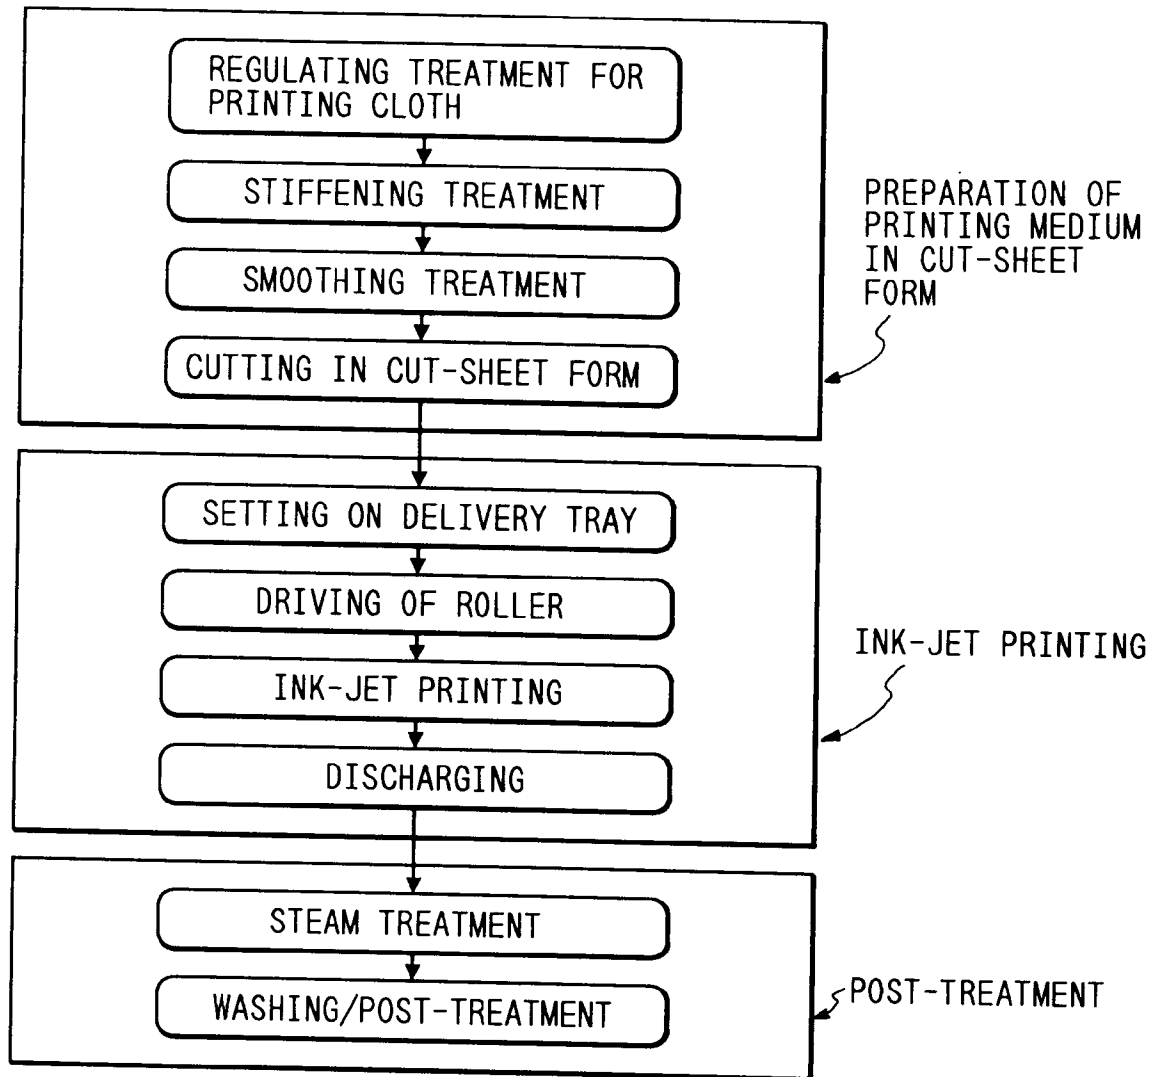 REGULATING TREATMENT FOR
PRINTING CLOTH
STIFFENING TREATMENT
SMOOTHING TREATMENT
CUTTING IN CUT-SHEET FORM
PREPARATION OF
PRINTING MEDIUM
IN CUT-SHEET
FORM
SETTING ON DELIVERY TRAY
DRIVING OF ROLLER
INK-JET PRINTING
DISCHARGING
INK-JET PRINTING
STEAM TREATMENT
WASHING/POST-TREATMENT
POST-TREATMENT